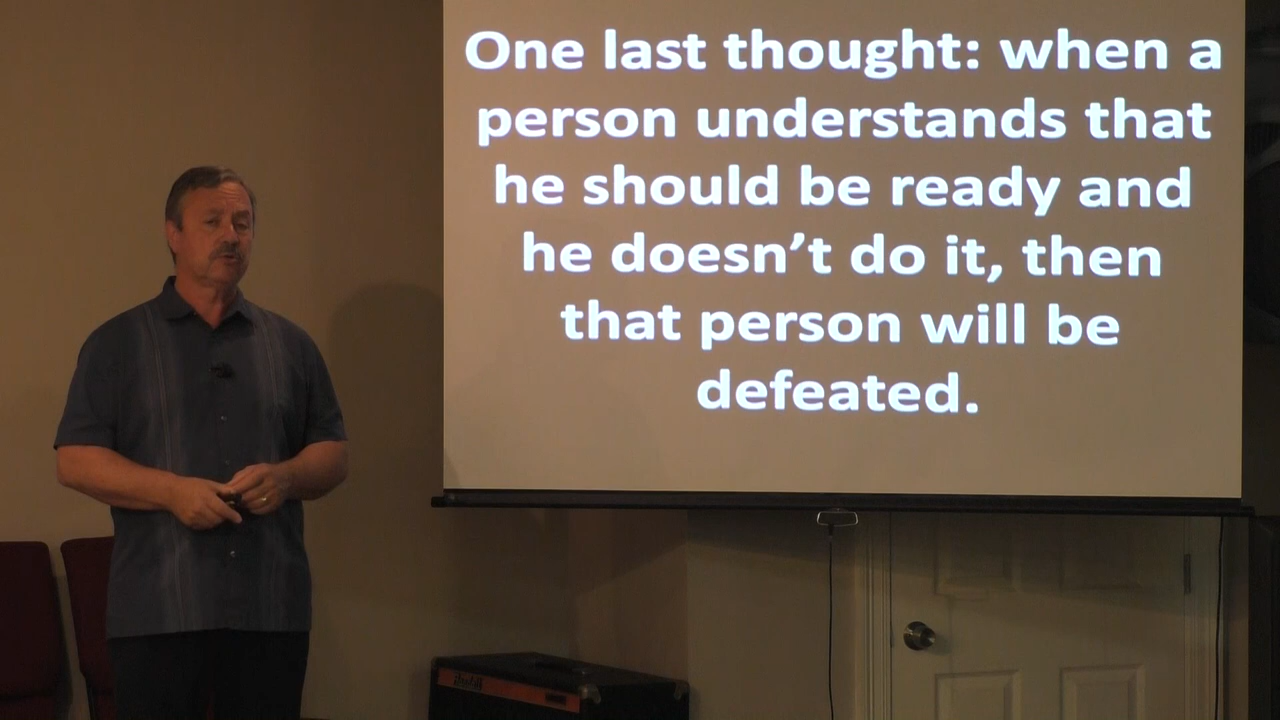 One last thought: when a
person understands that
he should be ready and
he doesn’t do it, then
that person will be
defeated.